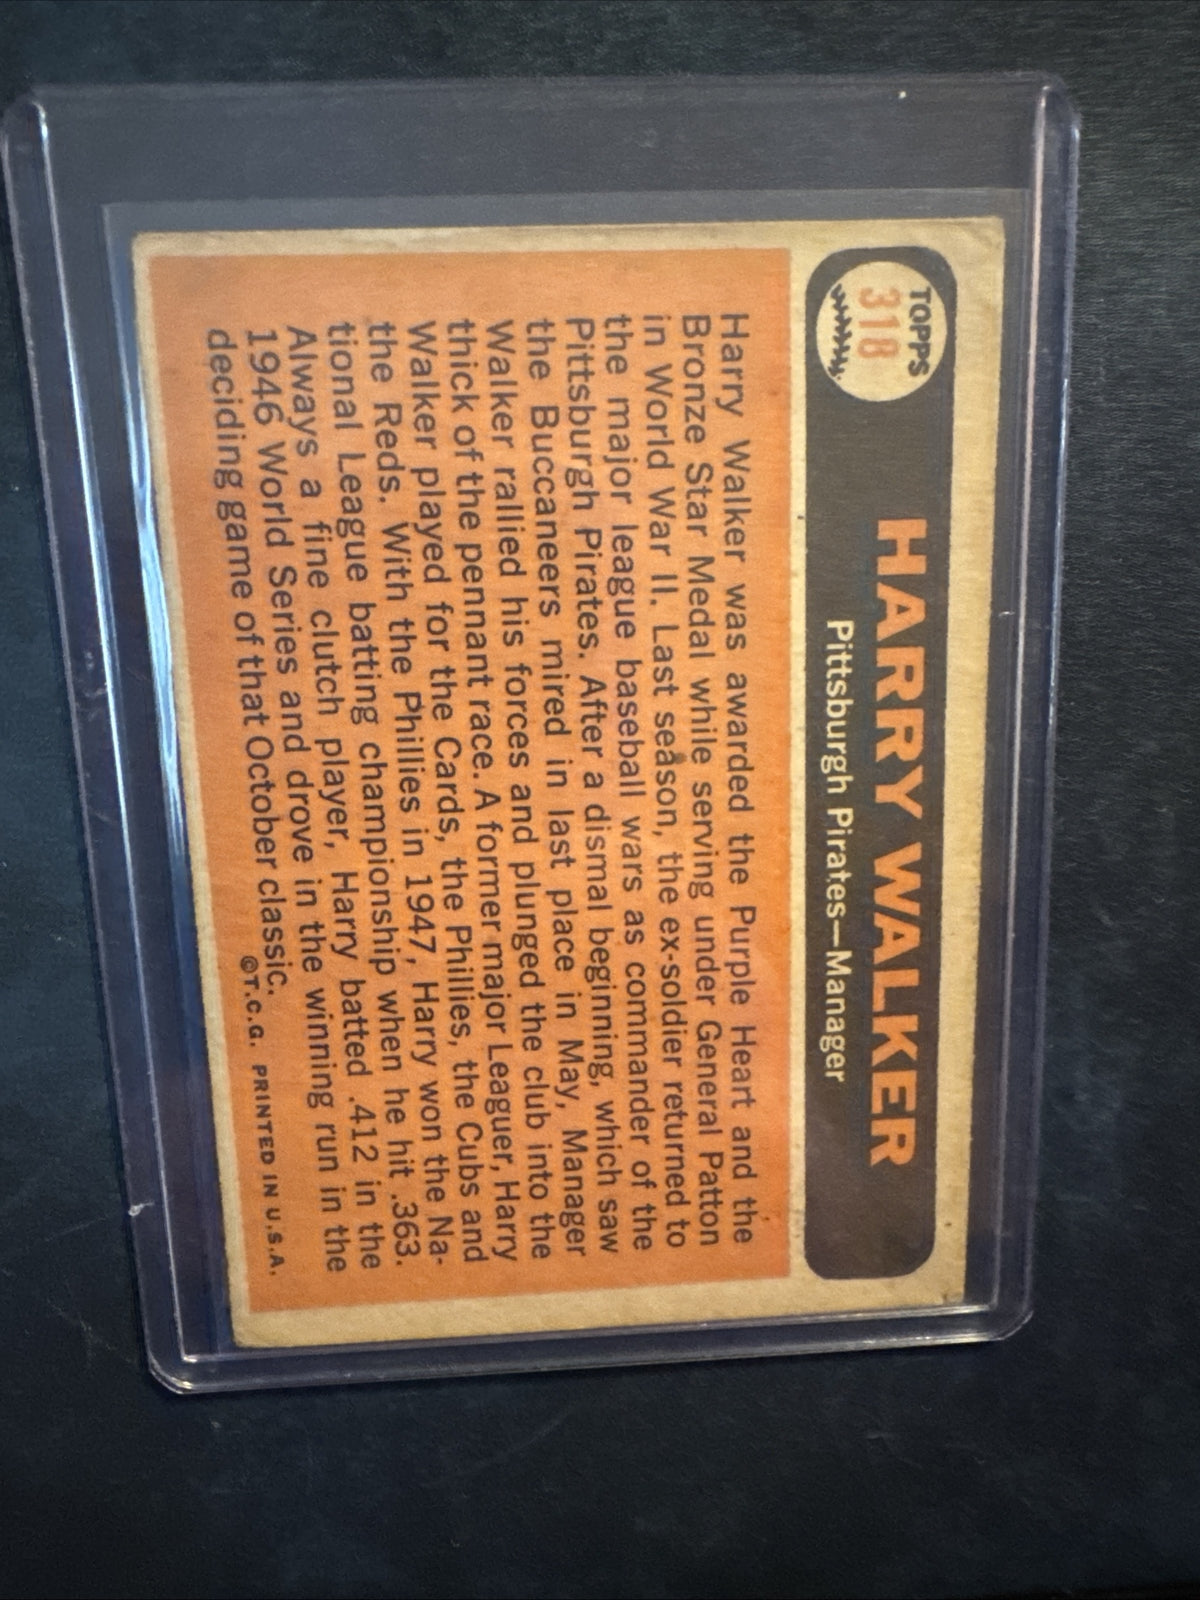 TOPPS
318
HARRY WALKER
Pittsburgh Pirates—Manager
Harry Walker was awarded the Purple Heart and the
Bronze Star Medal while serving under General Patton
in World War II. Last season, the ex-soldier returned to
the major league baseball wars as commander of the
Pittsburgh Pirates. After a dismal beginning, which saw
the Buccaneers mired in last place in May, Manager
Walker rallied his forces and plunged the club into the
thick of the pennant race. A former major Leaguer, Harry
Walker played for the Cards, the Phillies, the Cubs and
the Reds. With the Phillies in 1947, Harry won the Na-
tional League batting championship when he hit .363.
Always a fine clutch player, Harry batted .412 in the
1946 World Series and drove in the winning run in the
deciding game of that October classic.
©T.C.G. PRINTED IN U.S.A.